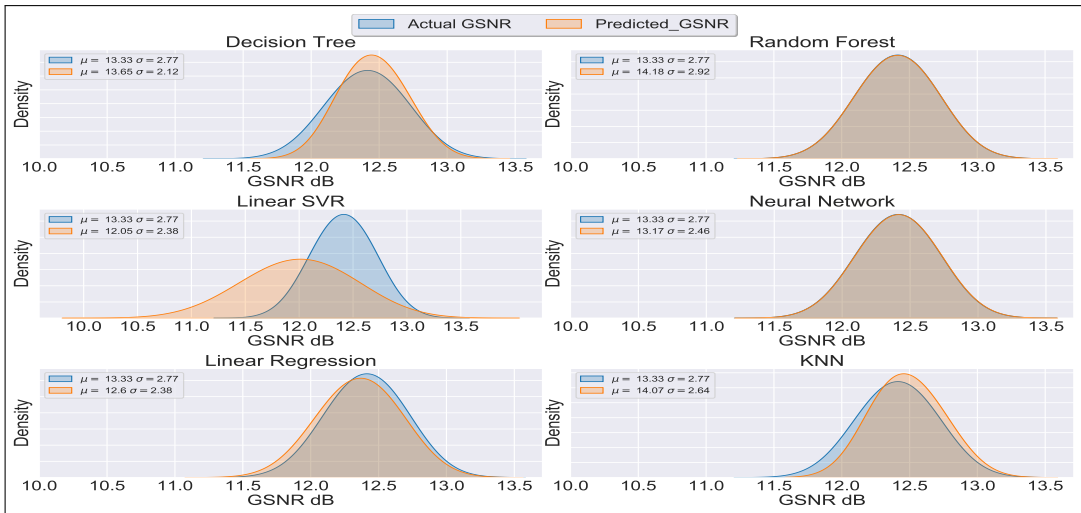 Actual GSNR Predicted_GSNR
Decision Tree
μ = 13.33 σ = 2.77
μ = 13.65 σ = 2.12
Density
10.0 10.5 11.0 11.5 12.0 12.5 13.0 13.5
GSNR dB
Random Forest
μ = 13.33 σ = 2.77
μ = 14.18 σ = 2.92
Density
10.0 10.5 11.0 11.5 12.0 12.5 13.0 13.5
GSNR dB
Linear SVR
μ = 13.33 σ = 2.77
μ = 12.05 σ = 2.38
Density
10.0 10.5 11.0 11.5 12.0 12.5 13.0 13.5
GSNR dB
Neural Network
μ = 13.33 σ = 2.77
μ = 13.17 σ = 2.46
Density
10.0 10.5 11.0 11.5 12.0 12.5 13.0 13.5
GSNR dB
Linear Regression
μ = 13.33 σ = 2.77
μ = 12.6 σ = 2.38
Density
10.0 10.5 11.0 11.5 12.0 12.5 13.0 13.5
GSNR dB
KNN
μ = 13.33 σ = 2.77
μ = 14.07 σ = 2.64
Density
10.0 10.5 11.0 11.5 12.0 12.5 13.0 13.5
GSNR dB